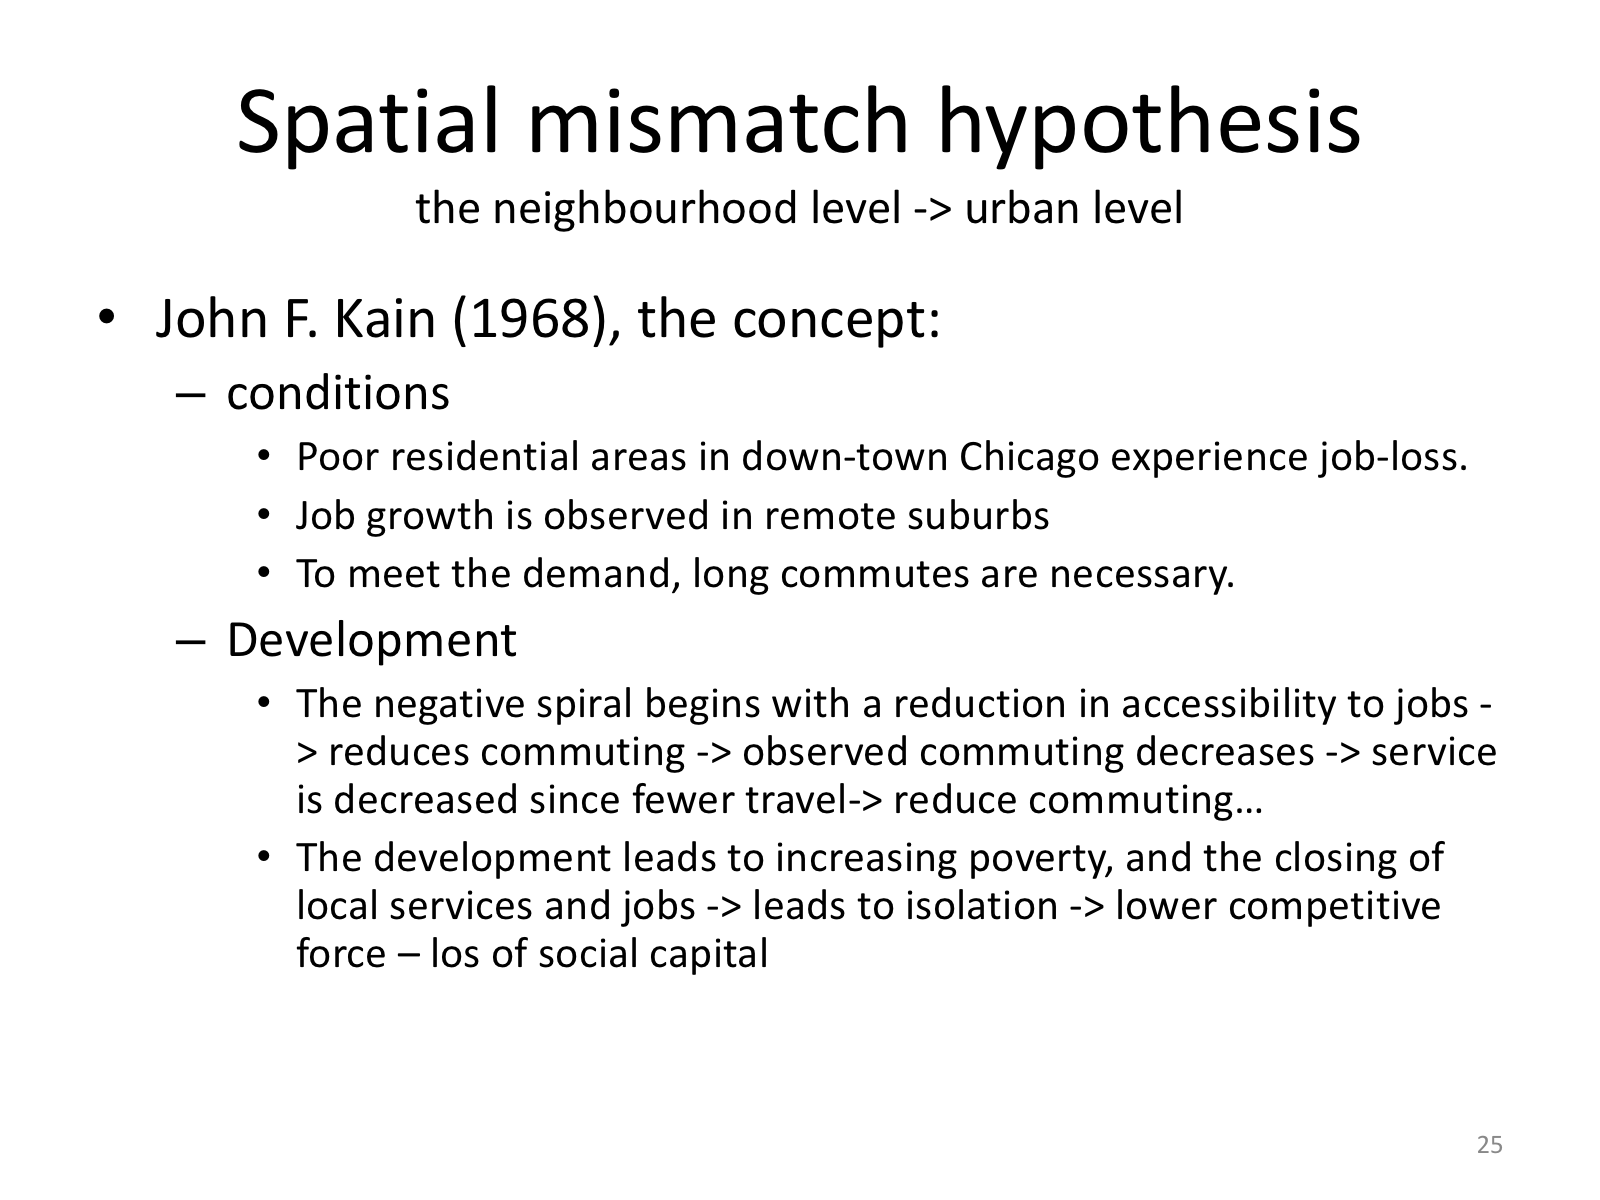 Spatial mismatch hypothesis
the neighbourhood level -> urban level
• John F. Kain (1968), the concept:
– conditions
• Poor residential areas in down-town Chicago experience job-loss.
• Job growth is observed in remote suburbs
• To meet the demand, long commutes are necessary.
– Development
• The negative spiral begins with a reduction in accessibility to jobs -
> reduces commuting -> observed commuting decreases -> service
is decreased since fewer travel-> reduce commuting…
• The development leads to increasing poverty, and the closing of
local services and jobs -> leads to isolation -> lower competitive
force – los of social capital
25